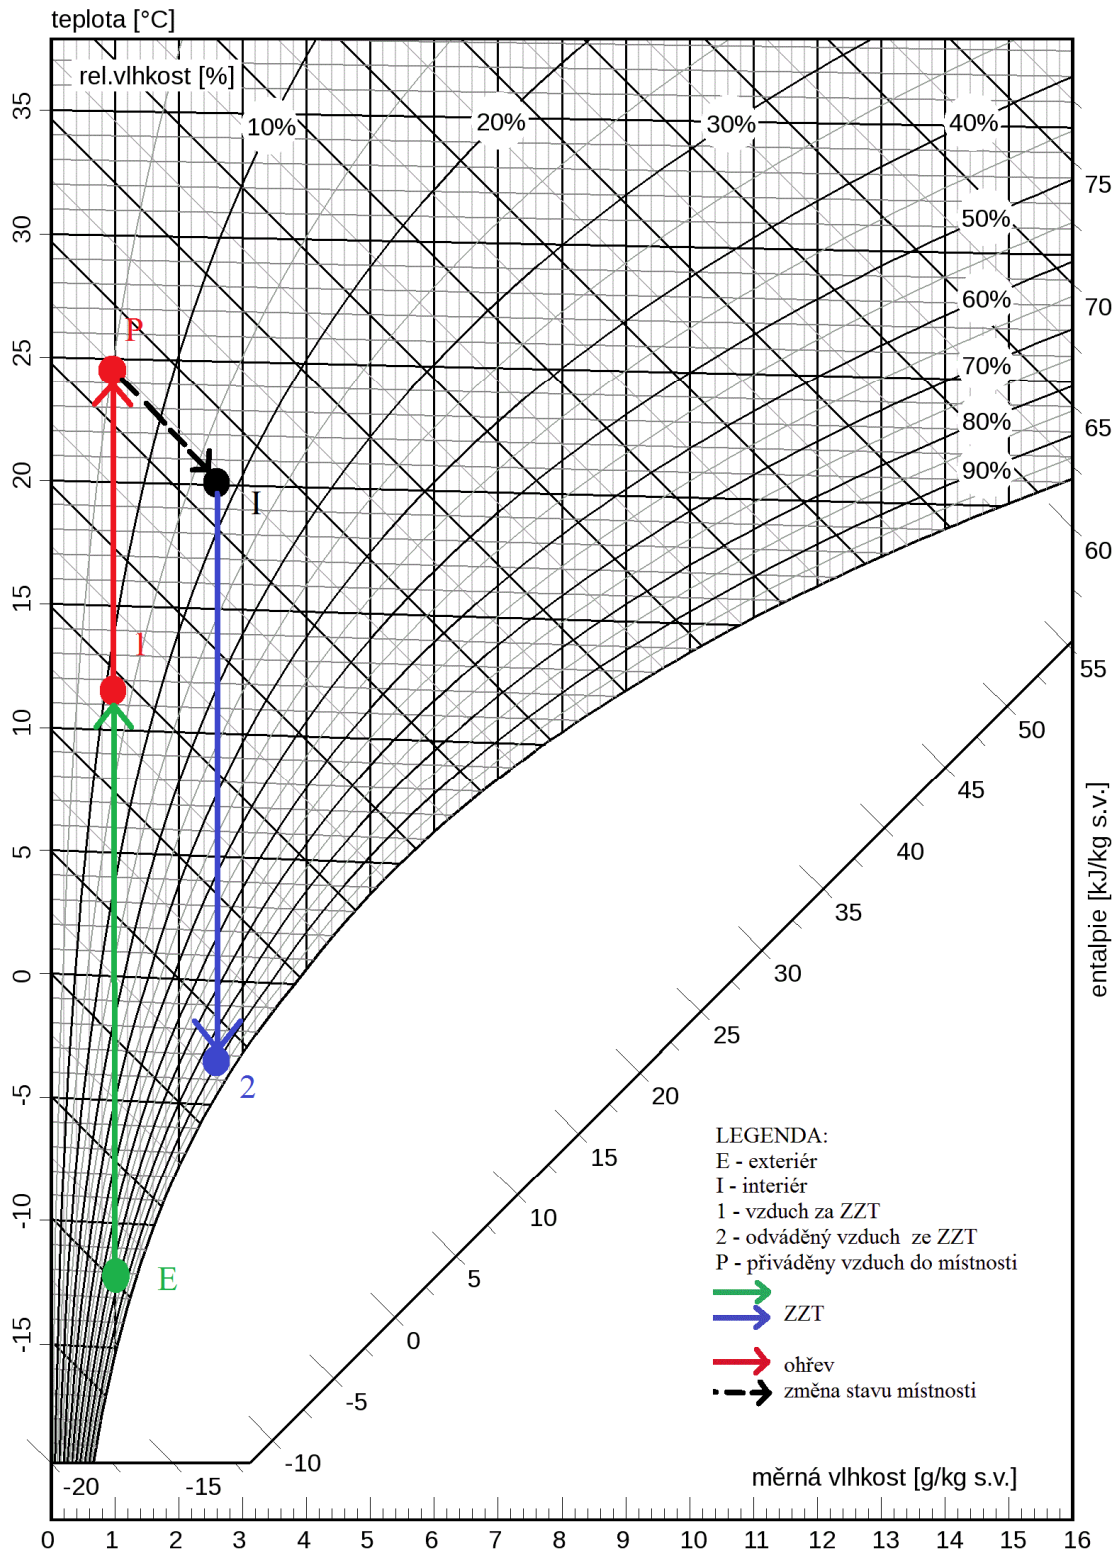 teplota [°C]
rel.vlhkost [%]
10%
20%
30%
40%
50%
60%
70%
80%
90%
35
30
25
20
15
10
5
0
-5
-10
-15
75
70
65
60
55
50
45
40
35
30
25
20
15
10
5
0
-5
-10
-15
-20
entalpie [kJ/kg s.v.]
P
I
1
2
E
LEGENDA:
E - exteriér
I - interiér
1 - vzduch za ZZT
2 - odváděný vzduch ze ZZT
P - přiváděny vzduch do místnosti
ZZT
ohřev
změna stavu místnosti
měrná vlhkost [g/kg s.v.]
0 1 2 3 4 5 6 7 8 9 10 11 12 13 14 15 16